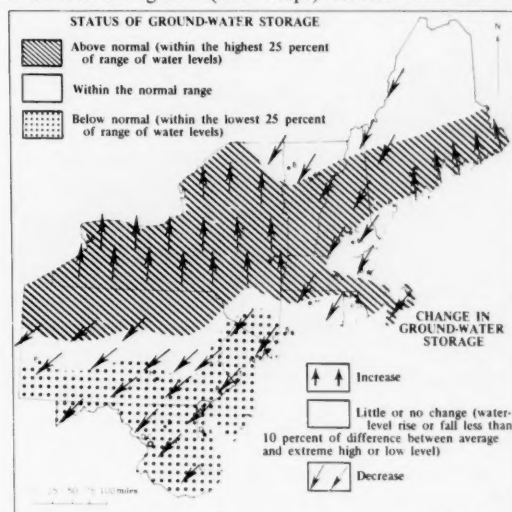 STATUS OF GROUND-WATER STORAGE
Above normal (within the highest 25 percent
of range of water levels)
Within the normal range
Below normal (within the lowest 25 percent
of range of water levels)
N
CHANGE IN
GROUND-WATER
STORAGE
Increase
Little or no change (water-
level rise or fall less than
10 percent of difference between average
and extreme high or low level)
Decrease
25 50 75 100 miles